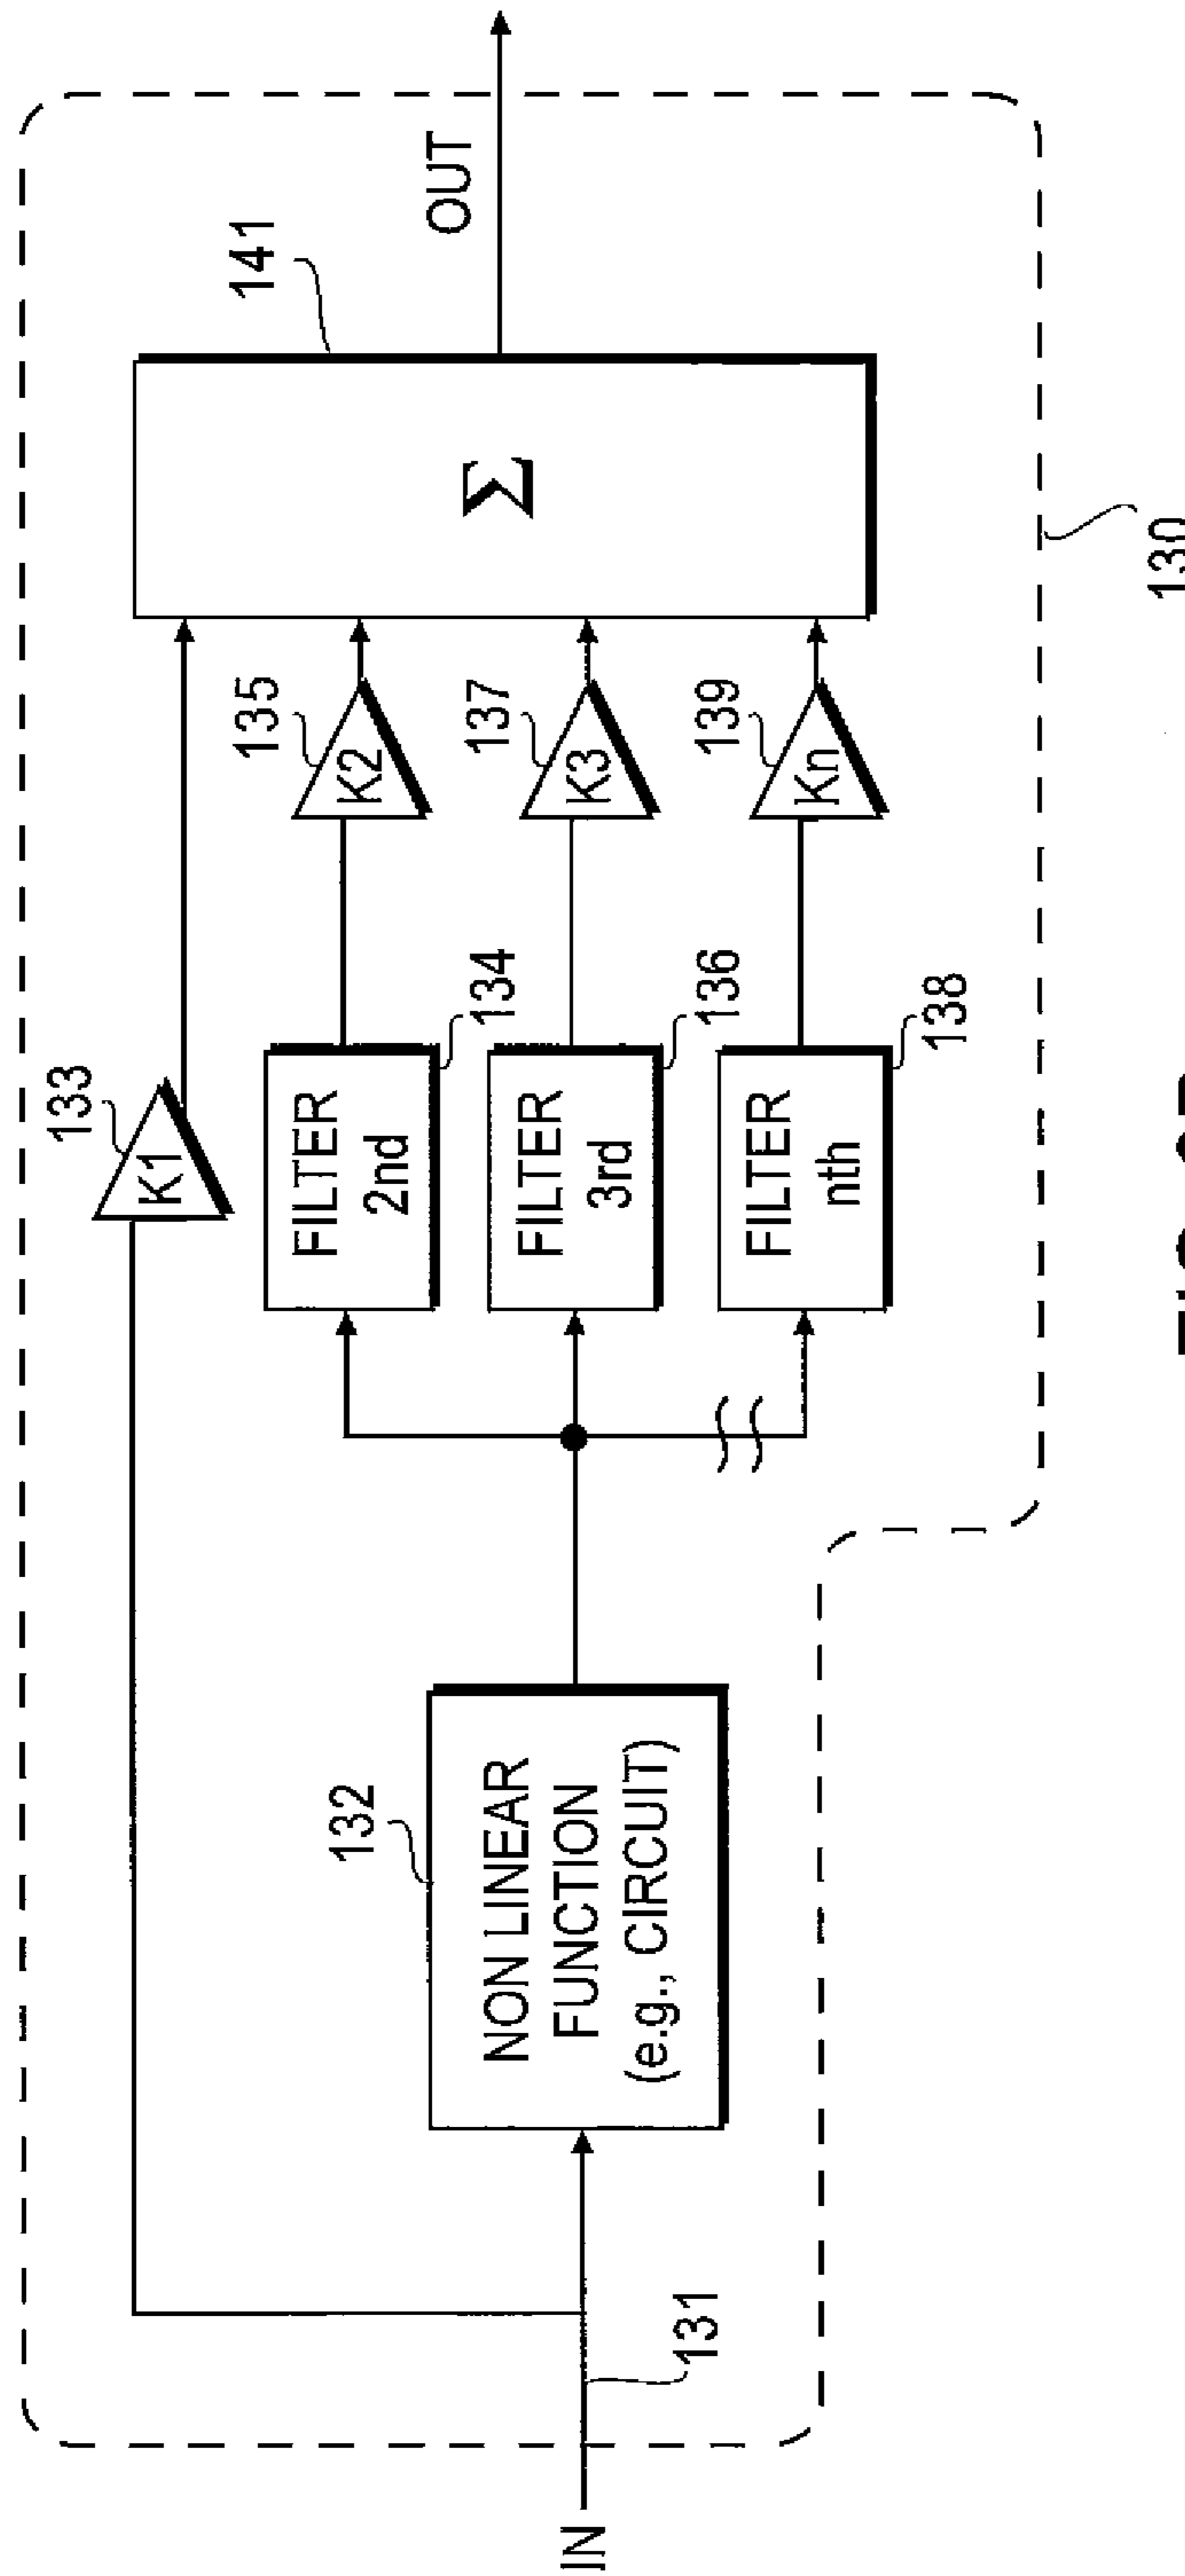 IN
131
NON LINEAR
FUNCTION
(e.g., CIRCUIT)
132
K1
133
FILTER
2nd
134
FILTER
3rd
136
FILTER
nth
138
K2
135
K3
137
Kn
139
Σ
141
OUT
130